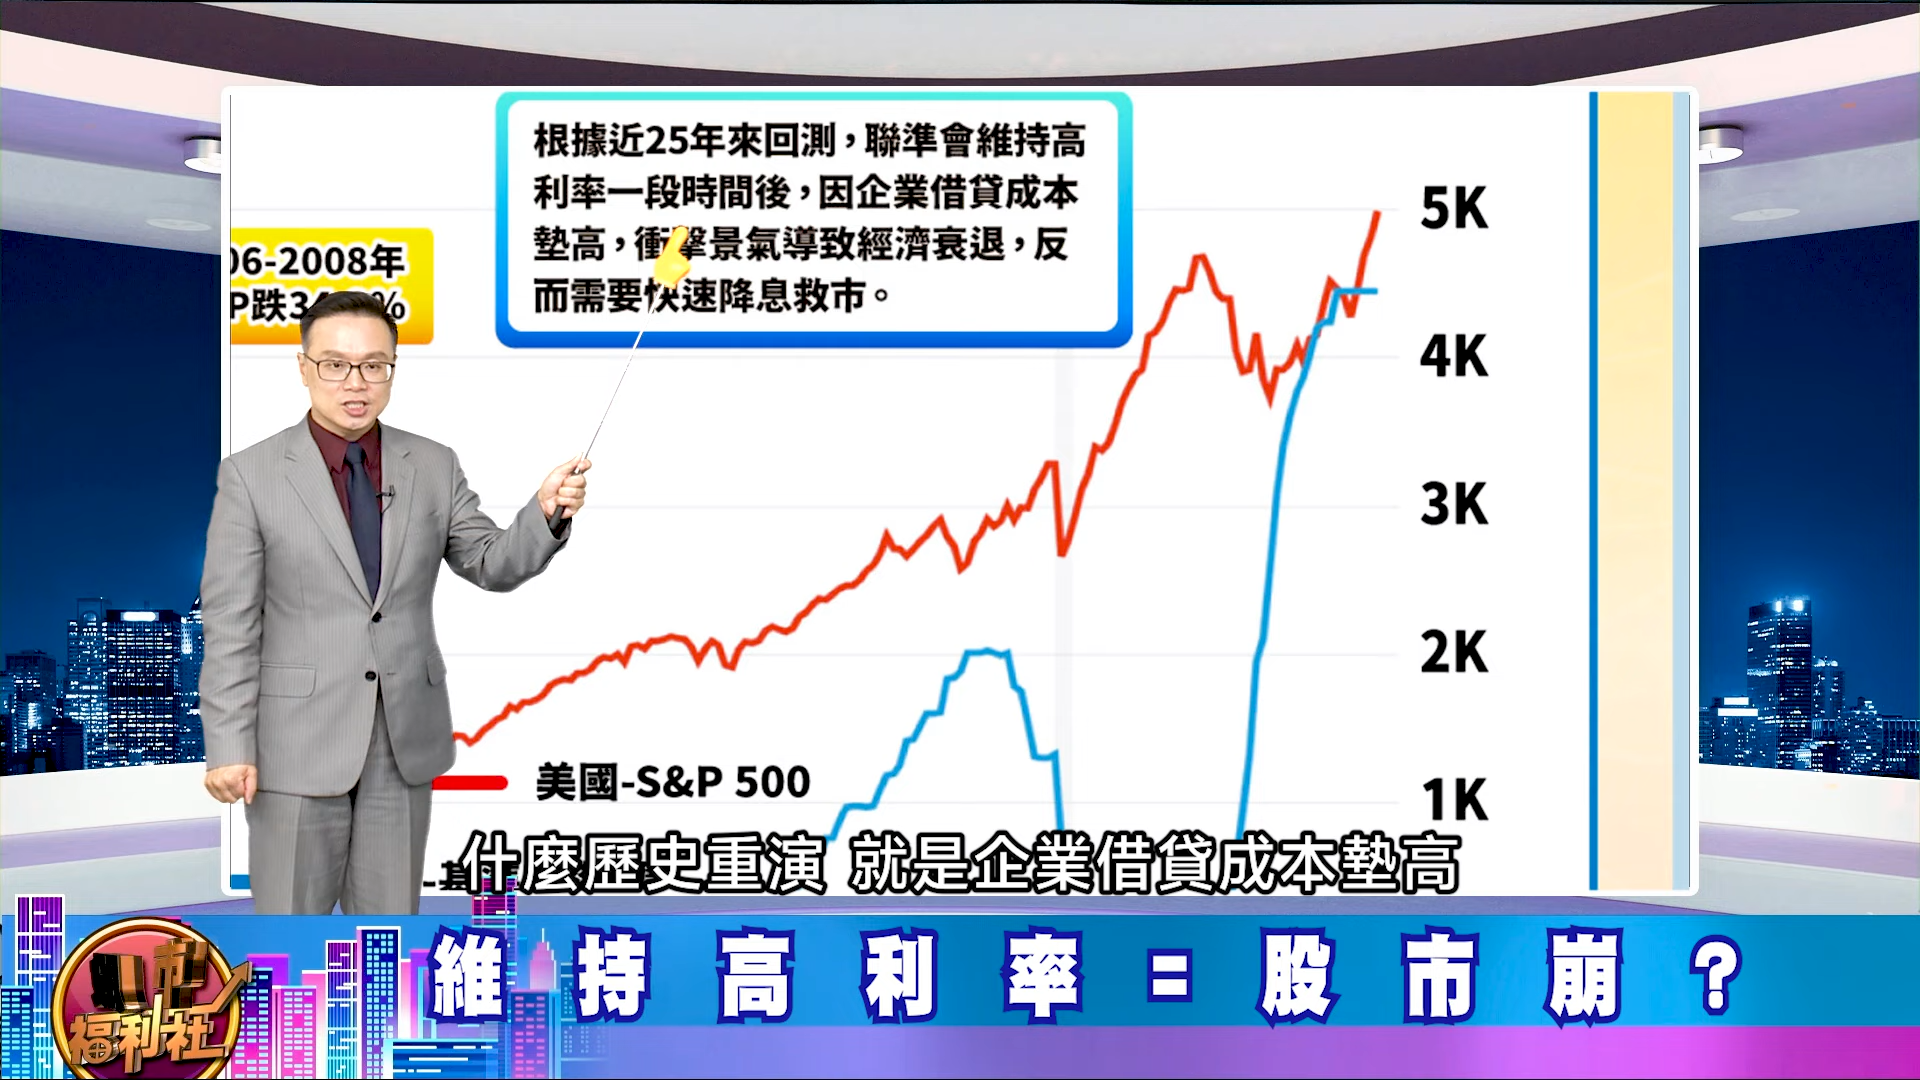 根據近25年來回測，聯準會維持高
利率一段時間後，因企業借貸成本
墊高，衝擊景氣導致經濟衰退，反
而需要快速降息救市。
06-2008年
P跌34
%
5K
4K
3K
2K
1K
美國-S&P 500
什麼歷史重演 就是企業借貸成本墊高
維持高利率=股市崩?
股市
福利社